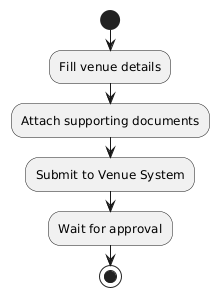 Fill venue details
Attach supporting documents
Submit to Venue System
Wait for approval